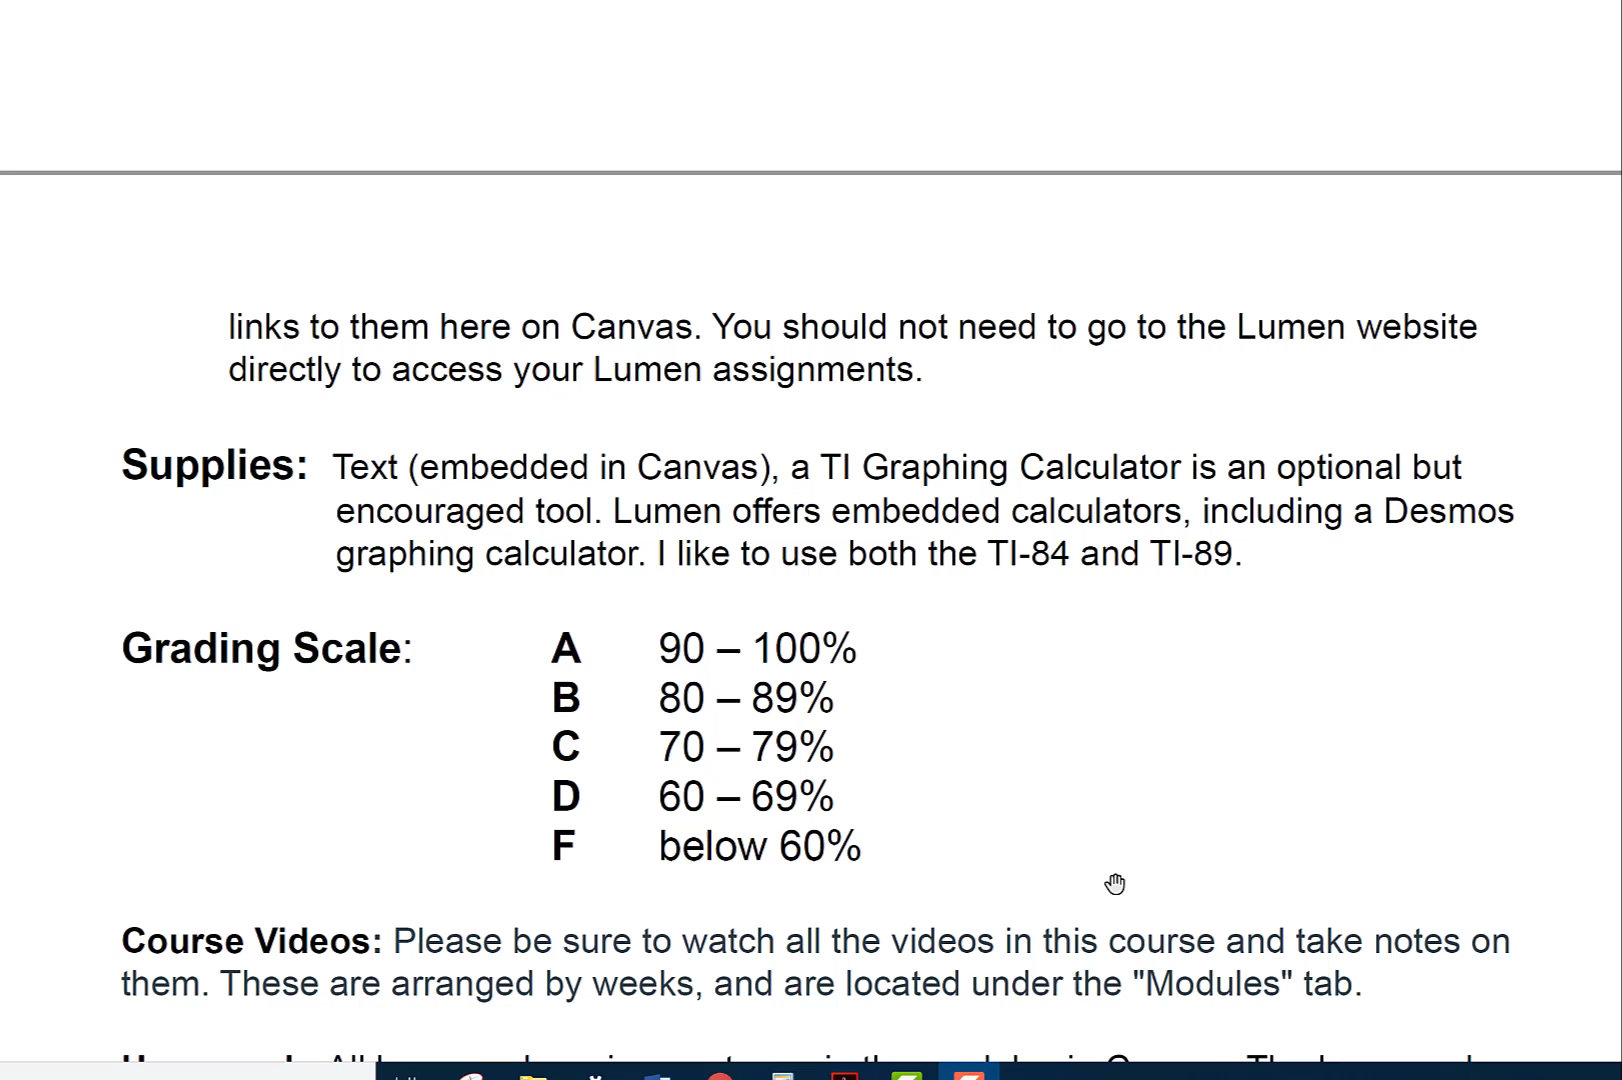 links to them here on Canvas. You should not need to go to the Lumen website
directly to access your Lumen assignments.
Supplies: Text (embedded in Canvas), a TI Graphing Calculator is an optional but
encouraged tool. Lumen offers embedded calculators, including a Desmos
graphing calculator. I like to use both the TI-84 and TI-89.
Grading Scale: A 90 – 100%
B 80 – 89%
C 70 – 79%
D 60 – 69%
F below 60%
Course Videos: Please be sure to watch all the videos in this course and take notes on
them. These are arranged by weeks, and are located under the "Modules" tab.